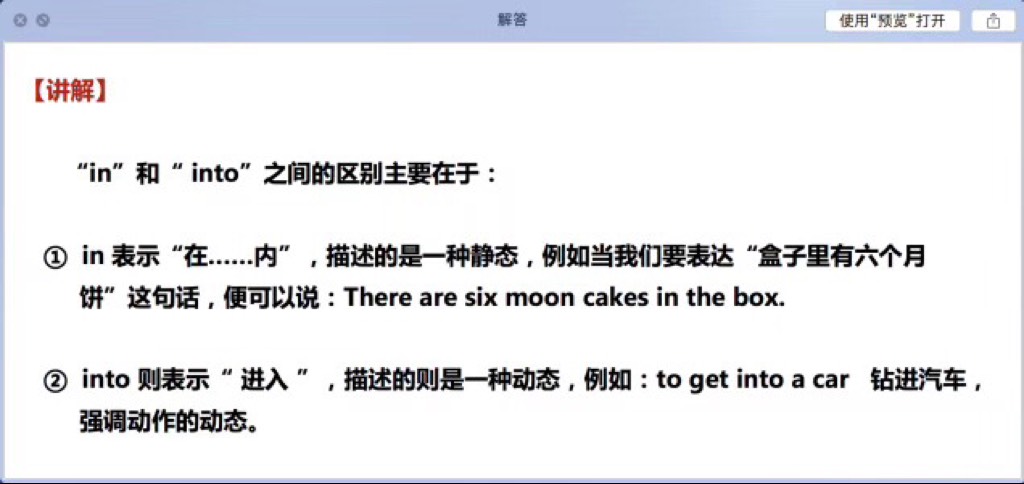 解答
使用“预览”打开
【讲解】
“in”和“ into”之间的区别主要在于：
① in 表示“在……内”，描述的是一种静态，例如当我们要表达“盒子里有六个月
饼”这句话，便可以说：There are six moon cakes in the box.
② into 则表示“ 进入 ”，描述的则是一种动态，例如：to get into a car 钻进汽车，
强调动作的动态。